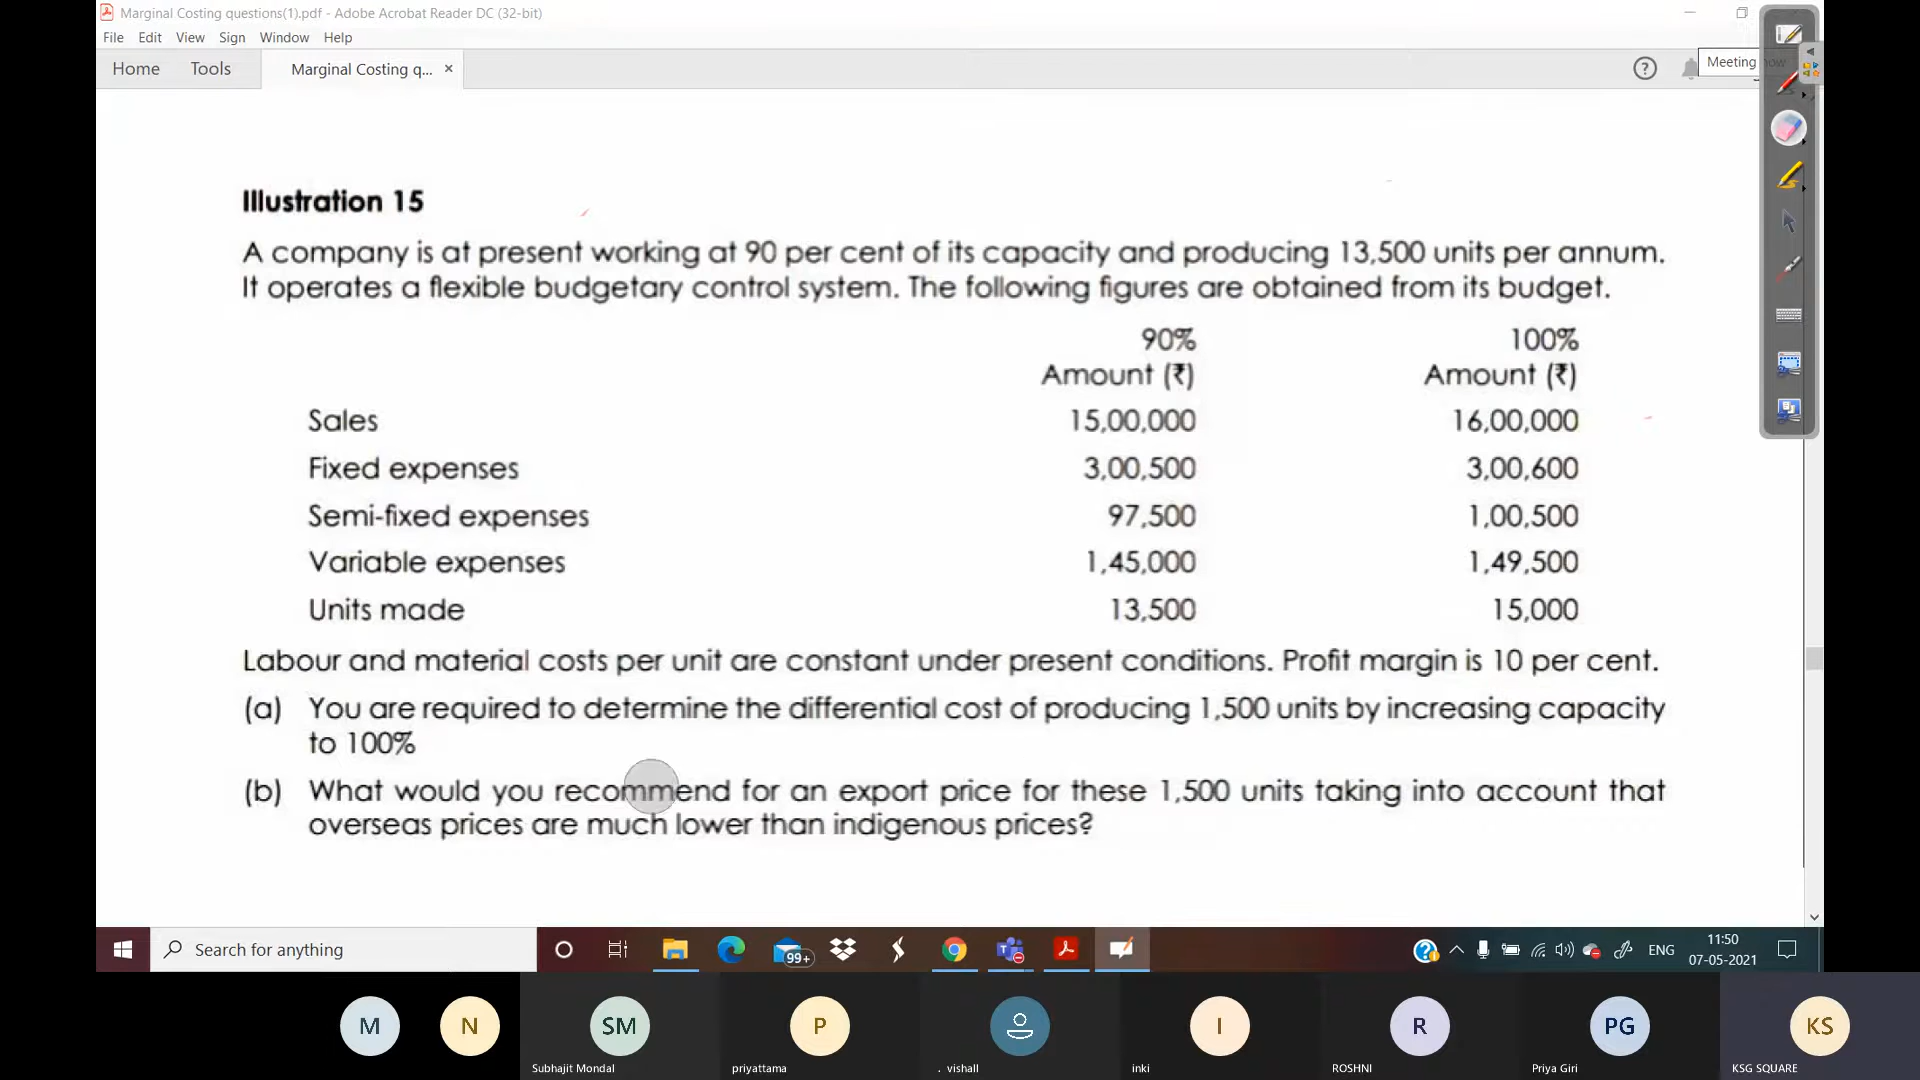 Marginal Costing questions(1).pdf - Adobe Acrobat Reader DC (32-bit)
File Edit View Sign Window Help
Home Tools Marginal Costing q... ×
Meeting now
Illustration 15
A company is at present working at 90 per cent of its capacity and producing 13,500 units per annum.
It operates a flexible budgetary control system. The following figures are obtained from its budget.
90% 100%
Amount (₹) Amount (₹)
Sales 15,00,000 16,00,000
Fixed expenses 3,00,500 3,00,600
Semi-fixed expenses 97,500 1,00,500
Variable expenses 1,45,000 1,49,500
Units made 13,500 15,000
Labour and material costs per unit are constant under present conditions. Profit margin is 10 per cent.
(a) You are required to determine the differential cost of producing 1,500 units by increasing capacity
to 100%
(b) What would you recommend for an export price for these 1,500 units taking into account that
overseas prices are much lower than indigenous prices?
Search for anything
99+
ENG
11:50
07-05-2021
M N SM P I R PG KS
Subhajit Mondal priyattama . vishall inki ROSHNI Priya Giri KSG SQUARE